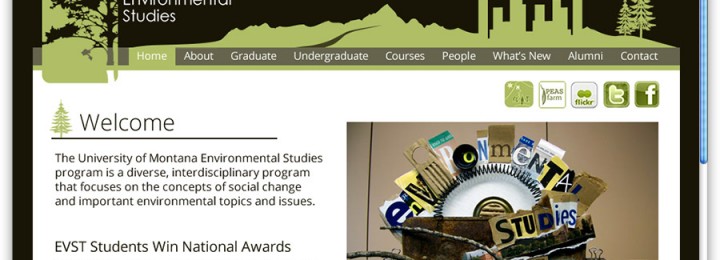 Environmental
Studies
Home About Graduate Undergraduate Courses People What's New Alumni Contact
PEAS
farm
flickr
t
f
Welcome
The University of Montana Environmental Studies
program is a diverse, interdisciplinary program
that focuses on the concepts of social change
and important environmental topics and issues.
EVST Students Win National Awards
STUDiES